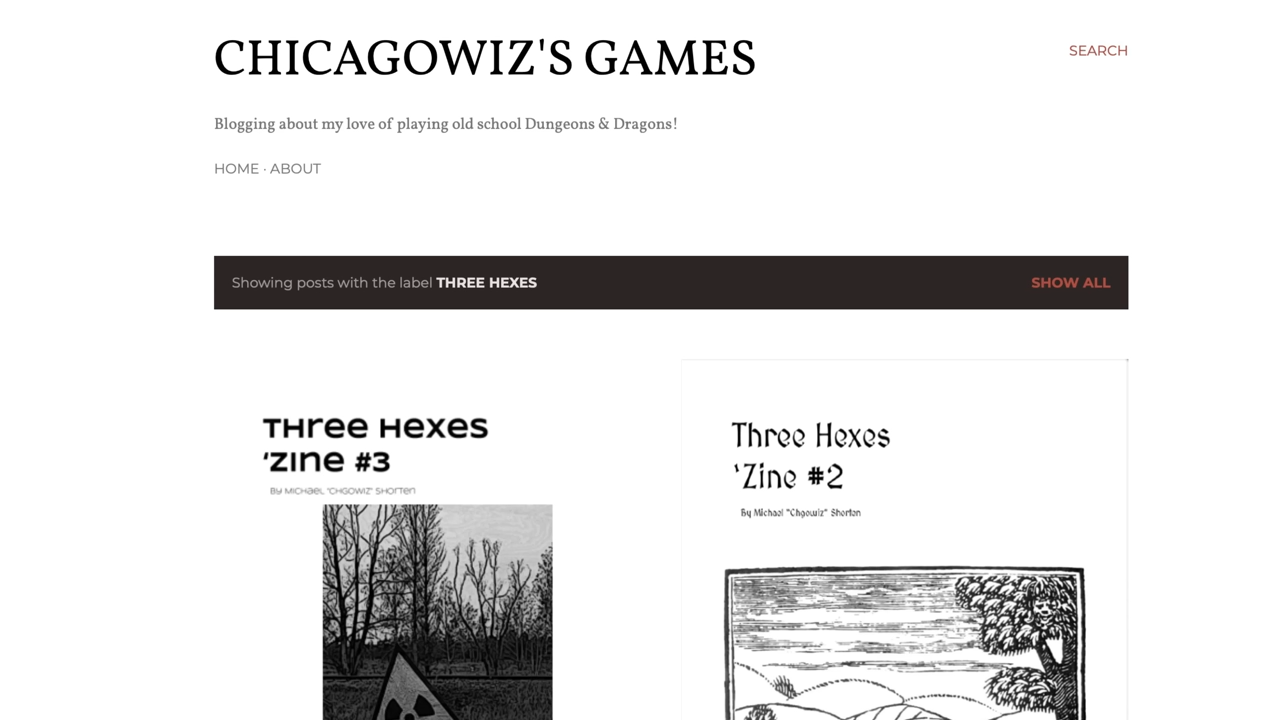 CHICAGOWIZ'S GAMES
SEARCH
Blogging about my love of playing old school Dungeons & Dragons!
HOME · ABOUT
Showing posts with the label THREE HEXES
SHOW ALL
Three Hexes
'Zine #3
By Michael "Chgowiz" Shorten
Three Hexes
'Zine #2
By Michael "Chgowiz" Shorten